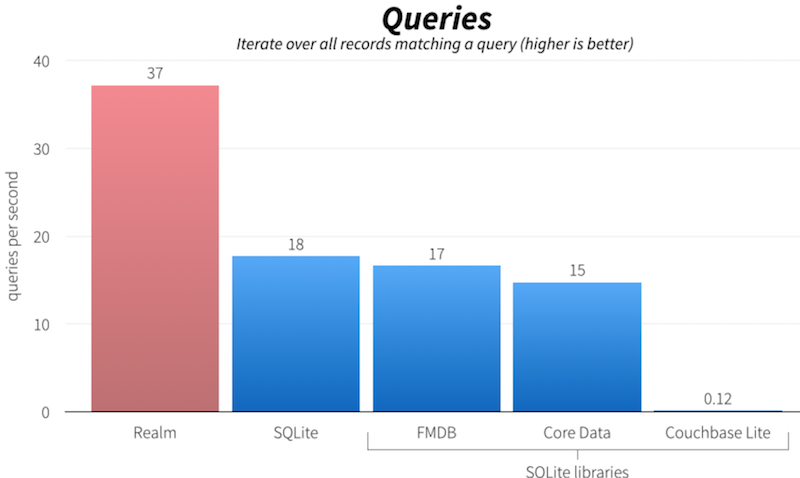 Queries
Iterate over all records matching a query (higher is better)
queries per second
40
30
20
10
0
37
18
17
15
0.12
Realm
SQLite
FMDB
Core Data
Couchbase Lite
SQLite libraries